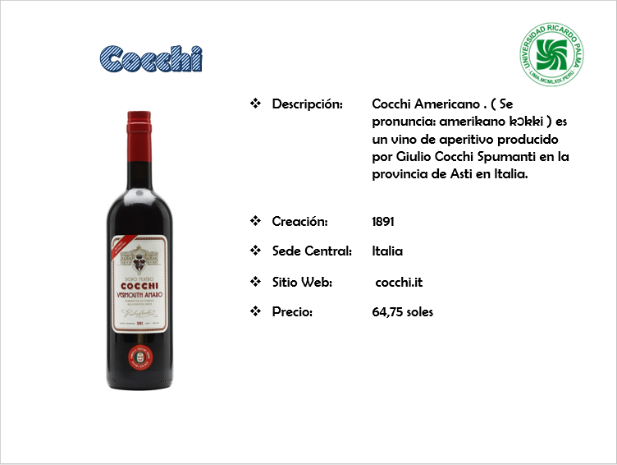 Cocchi
UNIVERSIDAD RICARDO PALMA
LIMA MCMLXIX PERÚ
❖ Descripción: Cocchi Americano . ( Se
pronuncia: amerikano kɔkki ) es
un vino de aperitivo producido
por Giulio Cocchi Spumanti en la
provincia de Asti en Italia.
❖ Creación: 1891
❖ Sede Central: Italia
❖ Sitio Web: cocchi.it
❖ Precio: 64,75 soles
DOPO TEATRO
COCCHI
VERMOUTH AMARO